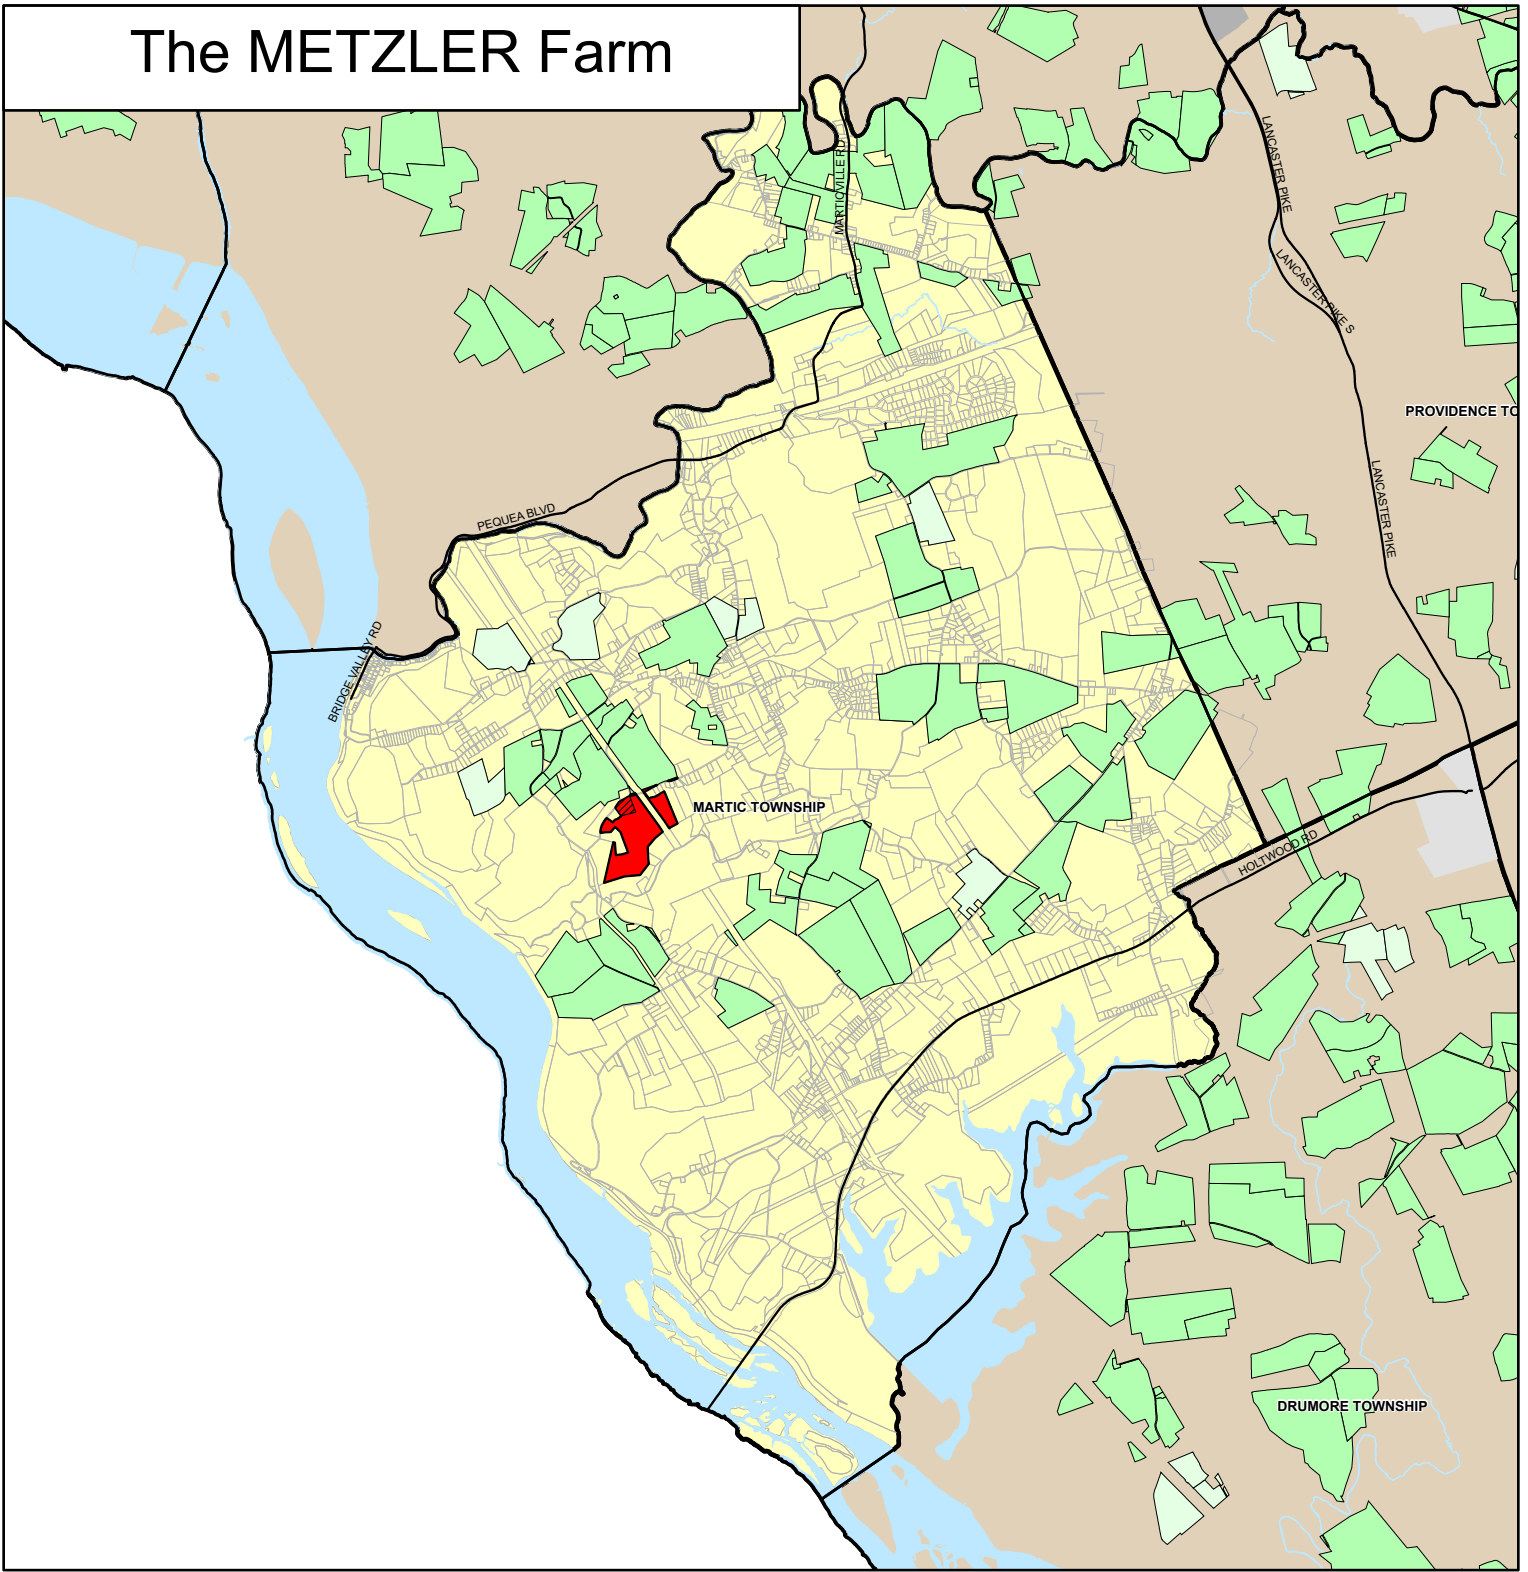 The METZLER Farm
LANCASTER PIKE
MARTICVILLE RD
LANCASTER PIKE S
PROVIDENCE TO
LANCASTER PIKE
PEQUEA BLVD
BRIDGE VALLEY RD
MARTIC TOWNSHIP
HOLTWOOD RD
DRUMORE TOWNSHIP